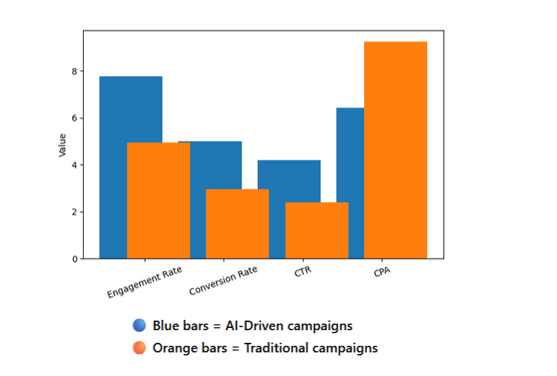 8
6
4
2
0
Value
Engagement Rate
Conversion Rate
CTR
CPA
Blue bars = AI-Driven campaigns
Orange bars = Traditional campaigns